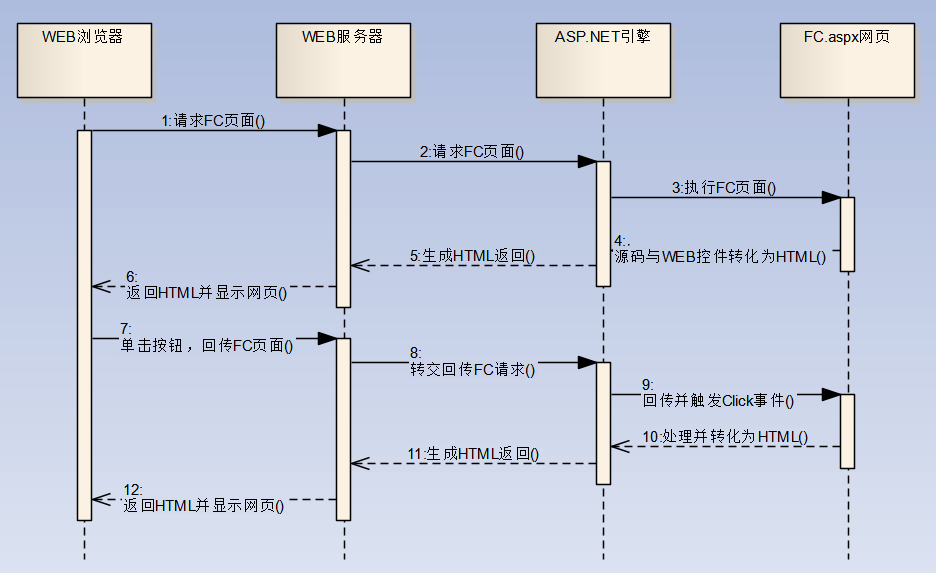 WEB浏览器
WEB服务器
ASP.NET引擎
FC.aspx网页
1:请求FC页面()
2:请求FC页面()
3:执行FC页面()
4:.
源码与WEB控件转化为HTML()
5:生成HTML返回()
6:
返回HTML并显示网页()
7:
单击按钮，回传FC页面()
8:
转交回传FC请求()
9:
回传并触发Click事件()
10:处理并转化为HTML()
11:生成HTML返回()
12:
返回HTML并显示网页()